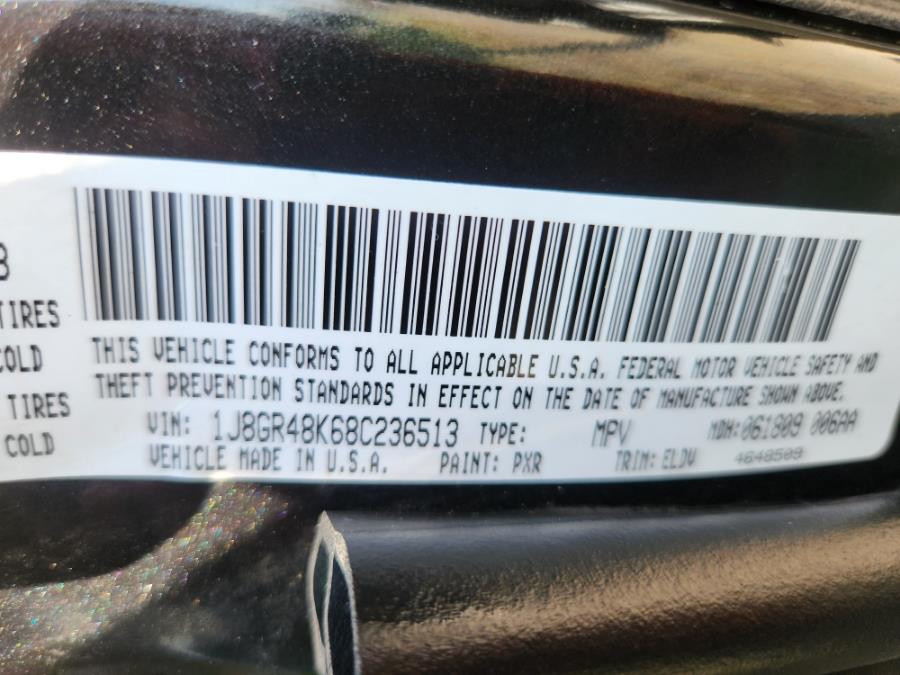 8
TIRES
COLD
TIRES
COLD
THIS VEHICLE CONFORMS TO ALL APPLICABLE U.S.A. FEDERAL MOTOR VEHICLE SAFETY AND
THEFT PREVENTION STANDARDS IN EFFECT ON THE DATE OF MANUFACTURE SHOWN ABOVE.
VIN: 1J8GR48K68C236513 TYPE: MPV MDH:061809 006AA
VEHICLE MADE IN U.S.A. PAINT: PXR TRIM: ELDV 4648509